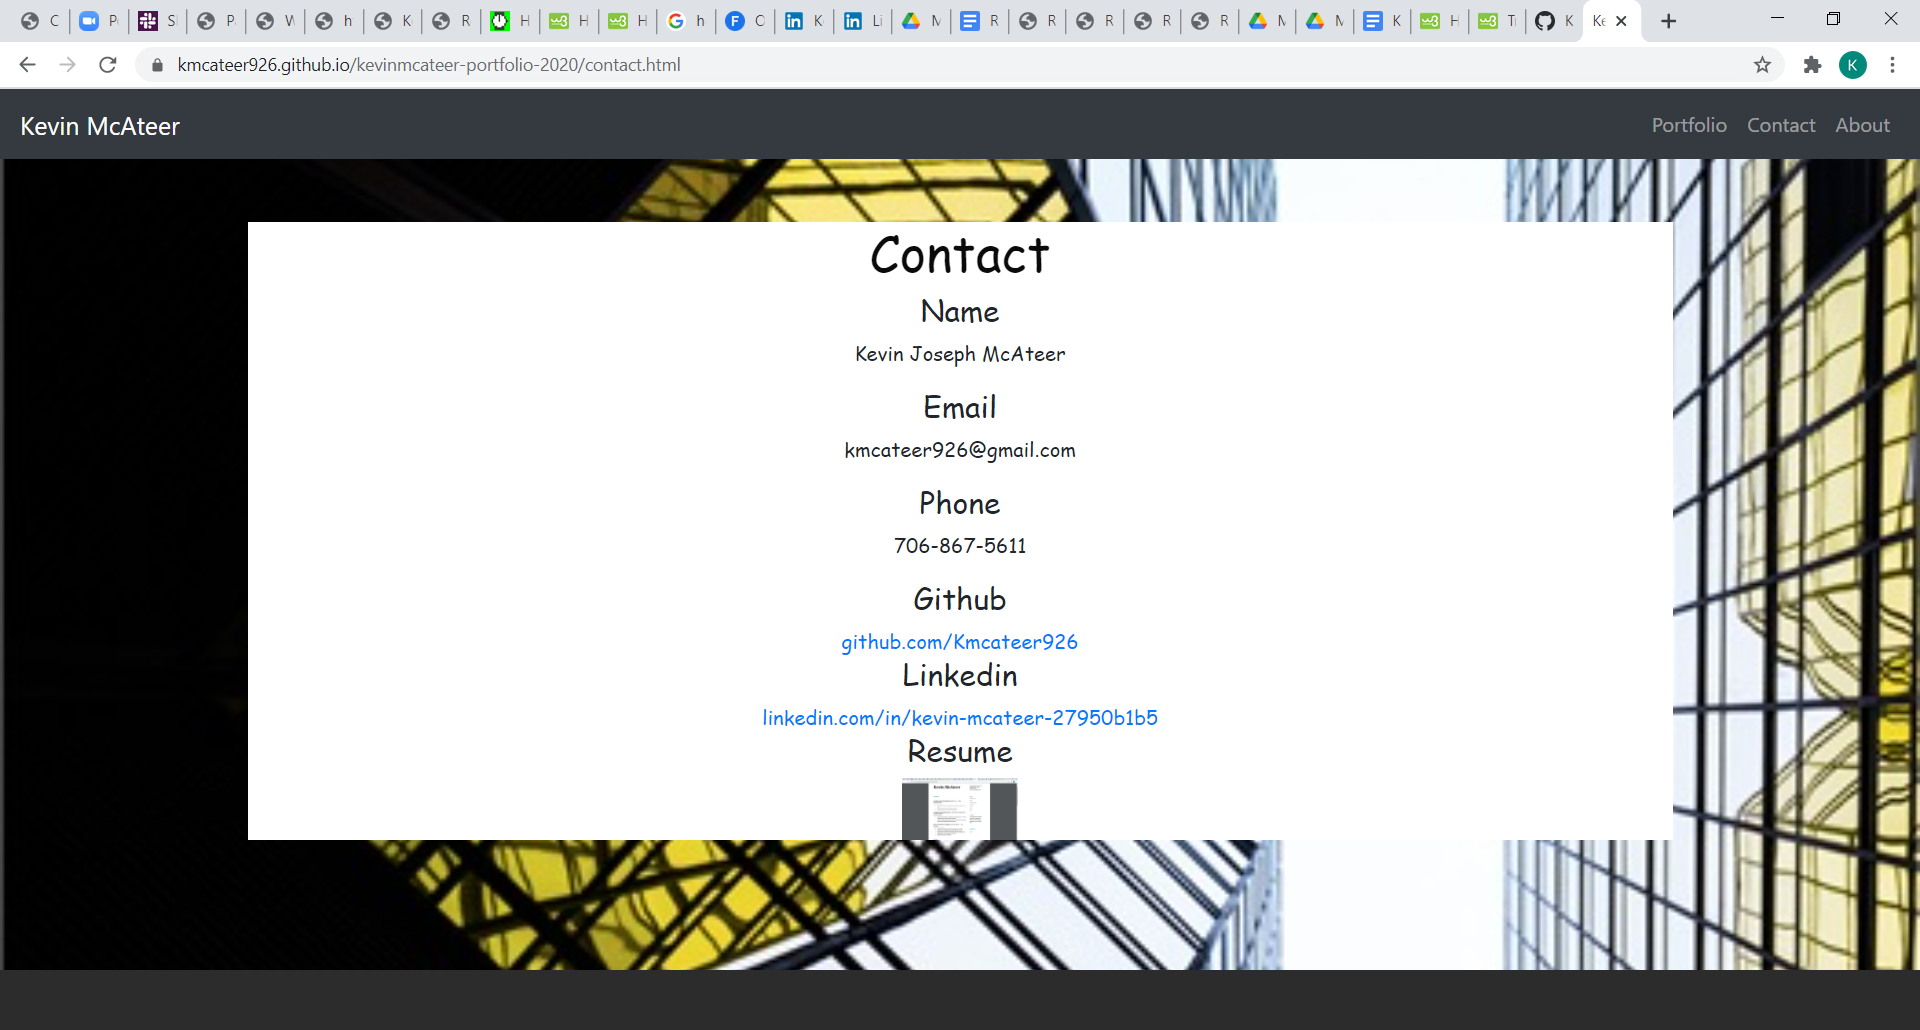 C
P
S
P
W
h
K
R
H
H
H
h
C
K
Li
M
R
R
R
R
R
M
M
K
H
T
K
Ke
kmcateer926.github.io/kevinmcateer-portfolio-2020/contact.html
K
Kevin McAteer
Portfolio Contact About
Contact
Name
Kevin Joseph McAteer
Email
kmcateer926@gmail.com
Phone
706-867-5611
Github
github.com/Kmcateer926
Linkedin
linkedin.com/in/kevin-mcateer-27950b1b5
Resume
Kevin McAteer